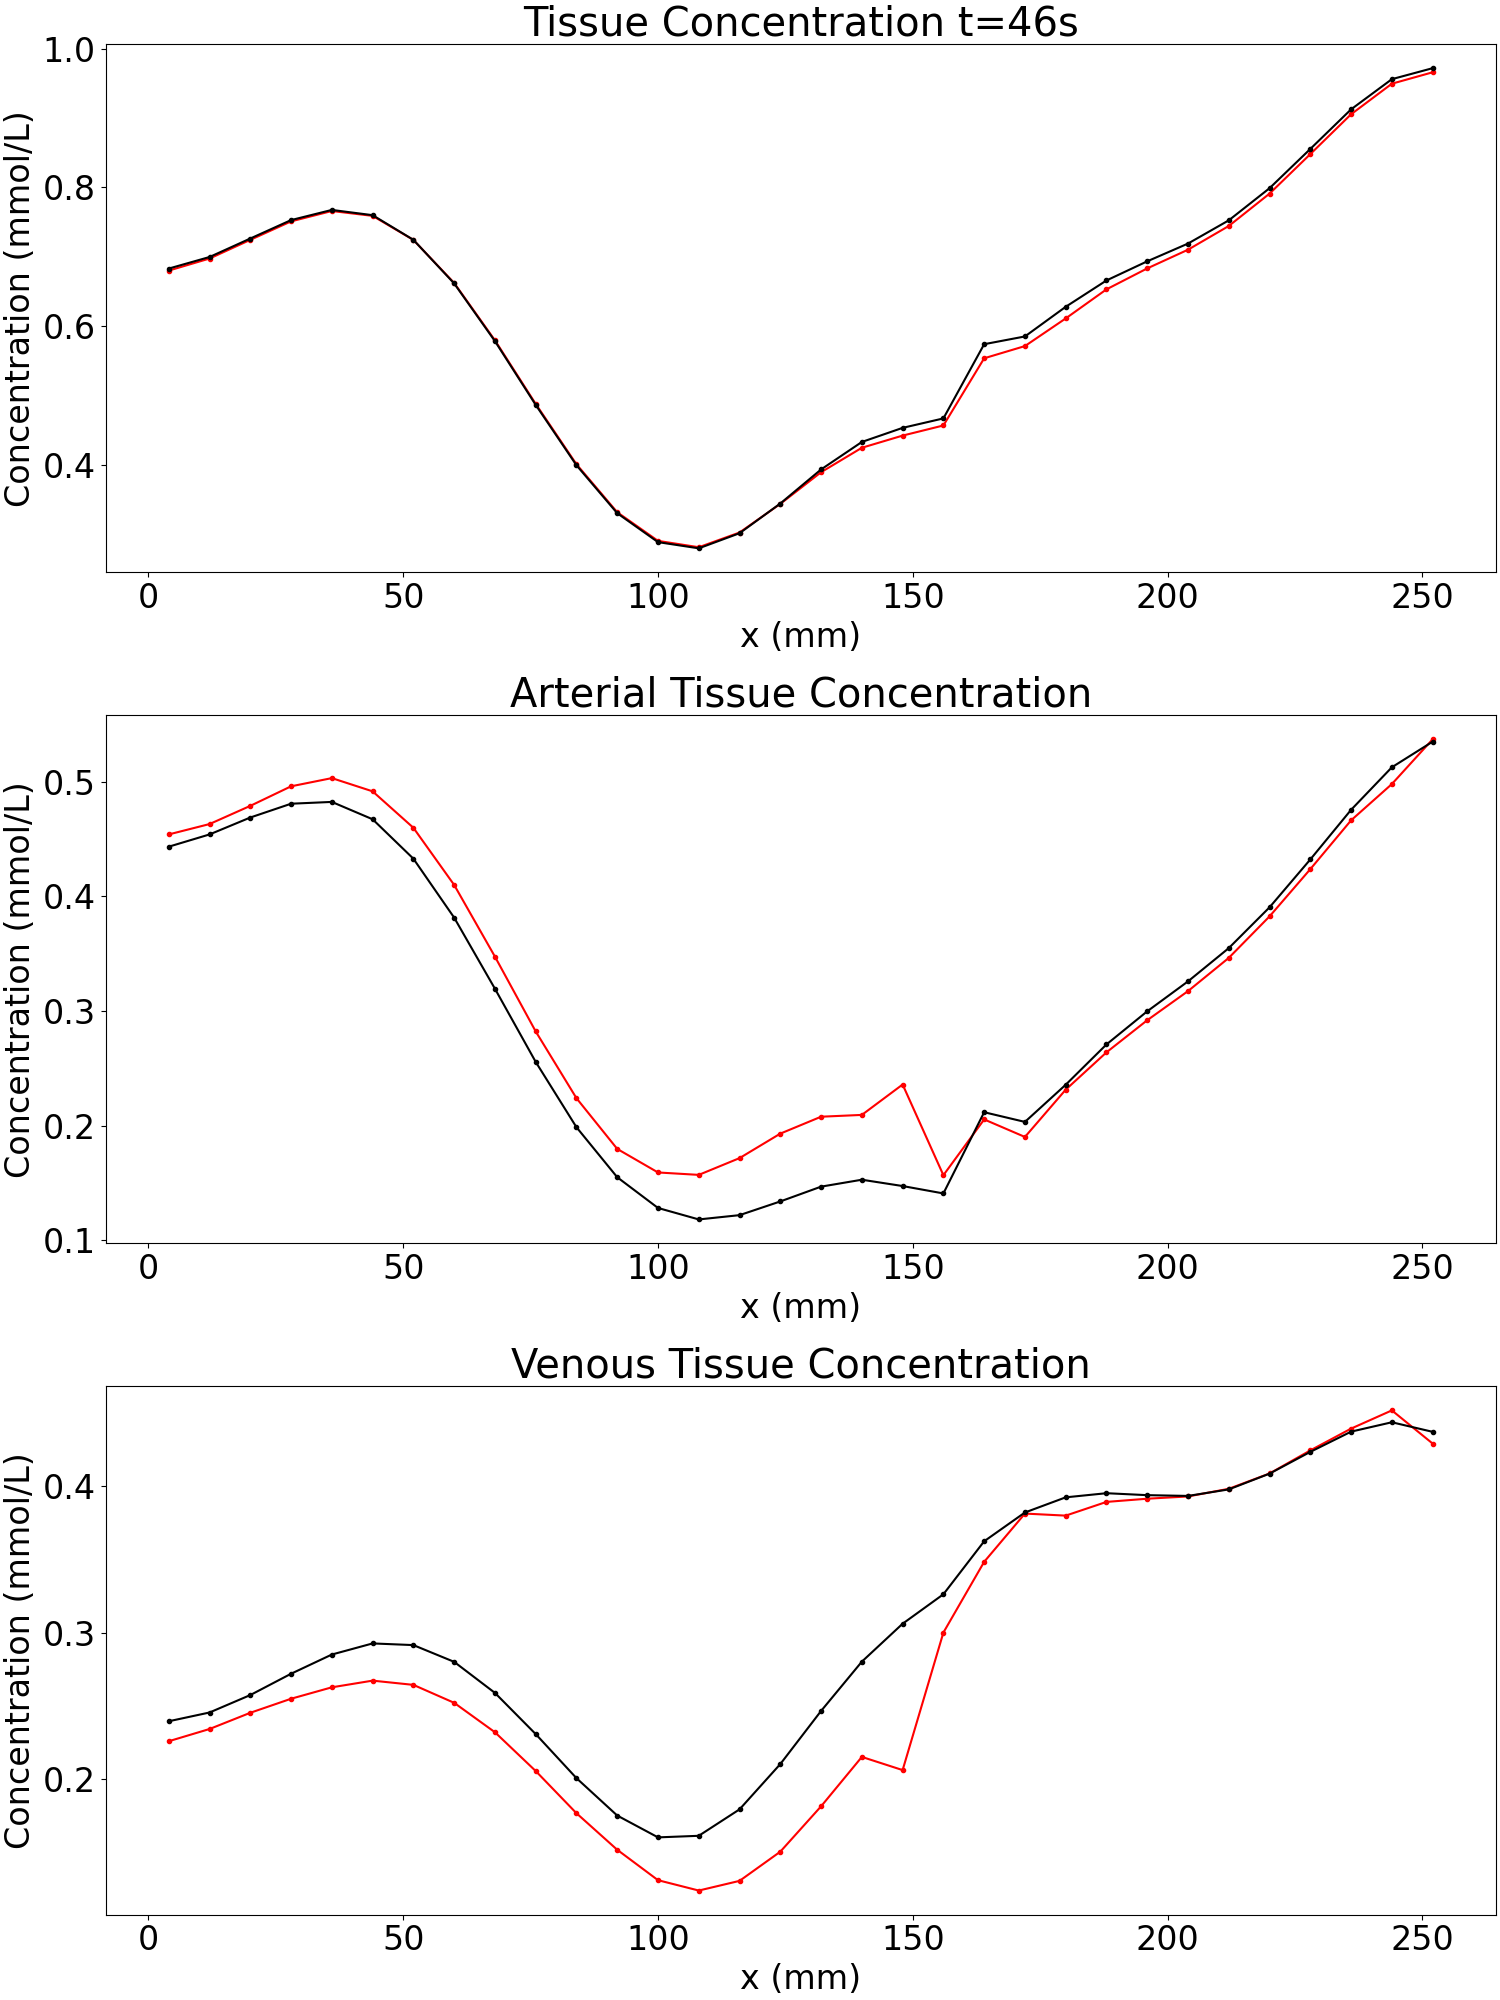 Tissue Concentration t=46s
Concentration (mmol/L)
1.0
0.8
0.6
0.4
0 50 100 150 200 250
x (mm)
Arterial Tissue Concentration
Concentration (mmol/L)
0.5
0.4
0.3
0.2
0.1
0 50 100 150 200 250
x (mm)
Venous Tissue Concentration
Concentration (mmol/L)
0.4
0.3
0.2
0 50 100 150 200 250
x (mm)